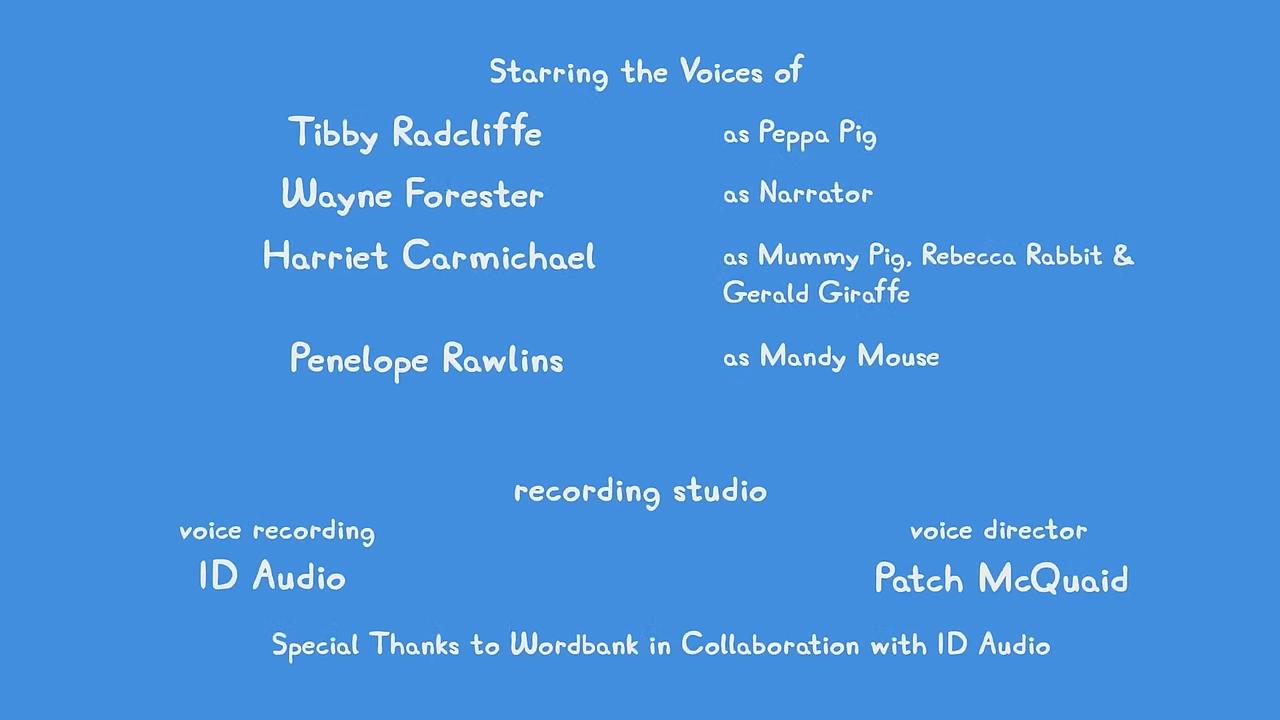 Starring the Voices of
Tibby Radcliffe as Peppa Pig
Wayne Forester as Narrator
Harriet Carmichael as Mummy Pig, Rebecca Rabbit &
Gerald Giraffe
Penelope Rawlins as Mandy Mouse
recording studio
voice recording voice director
ID Audio Patch McQuaid
Special Thanks to Wordbank in Collaboration with ID Audio